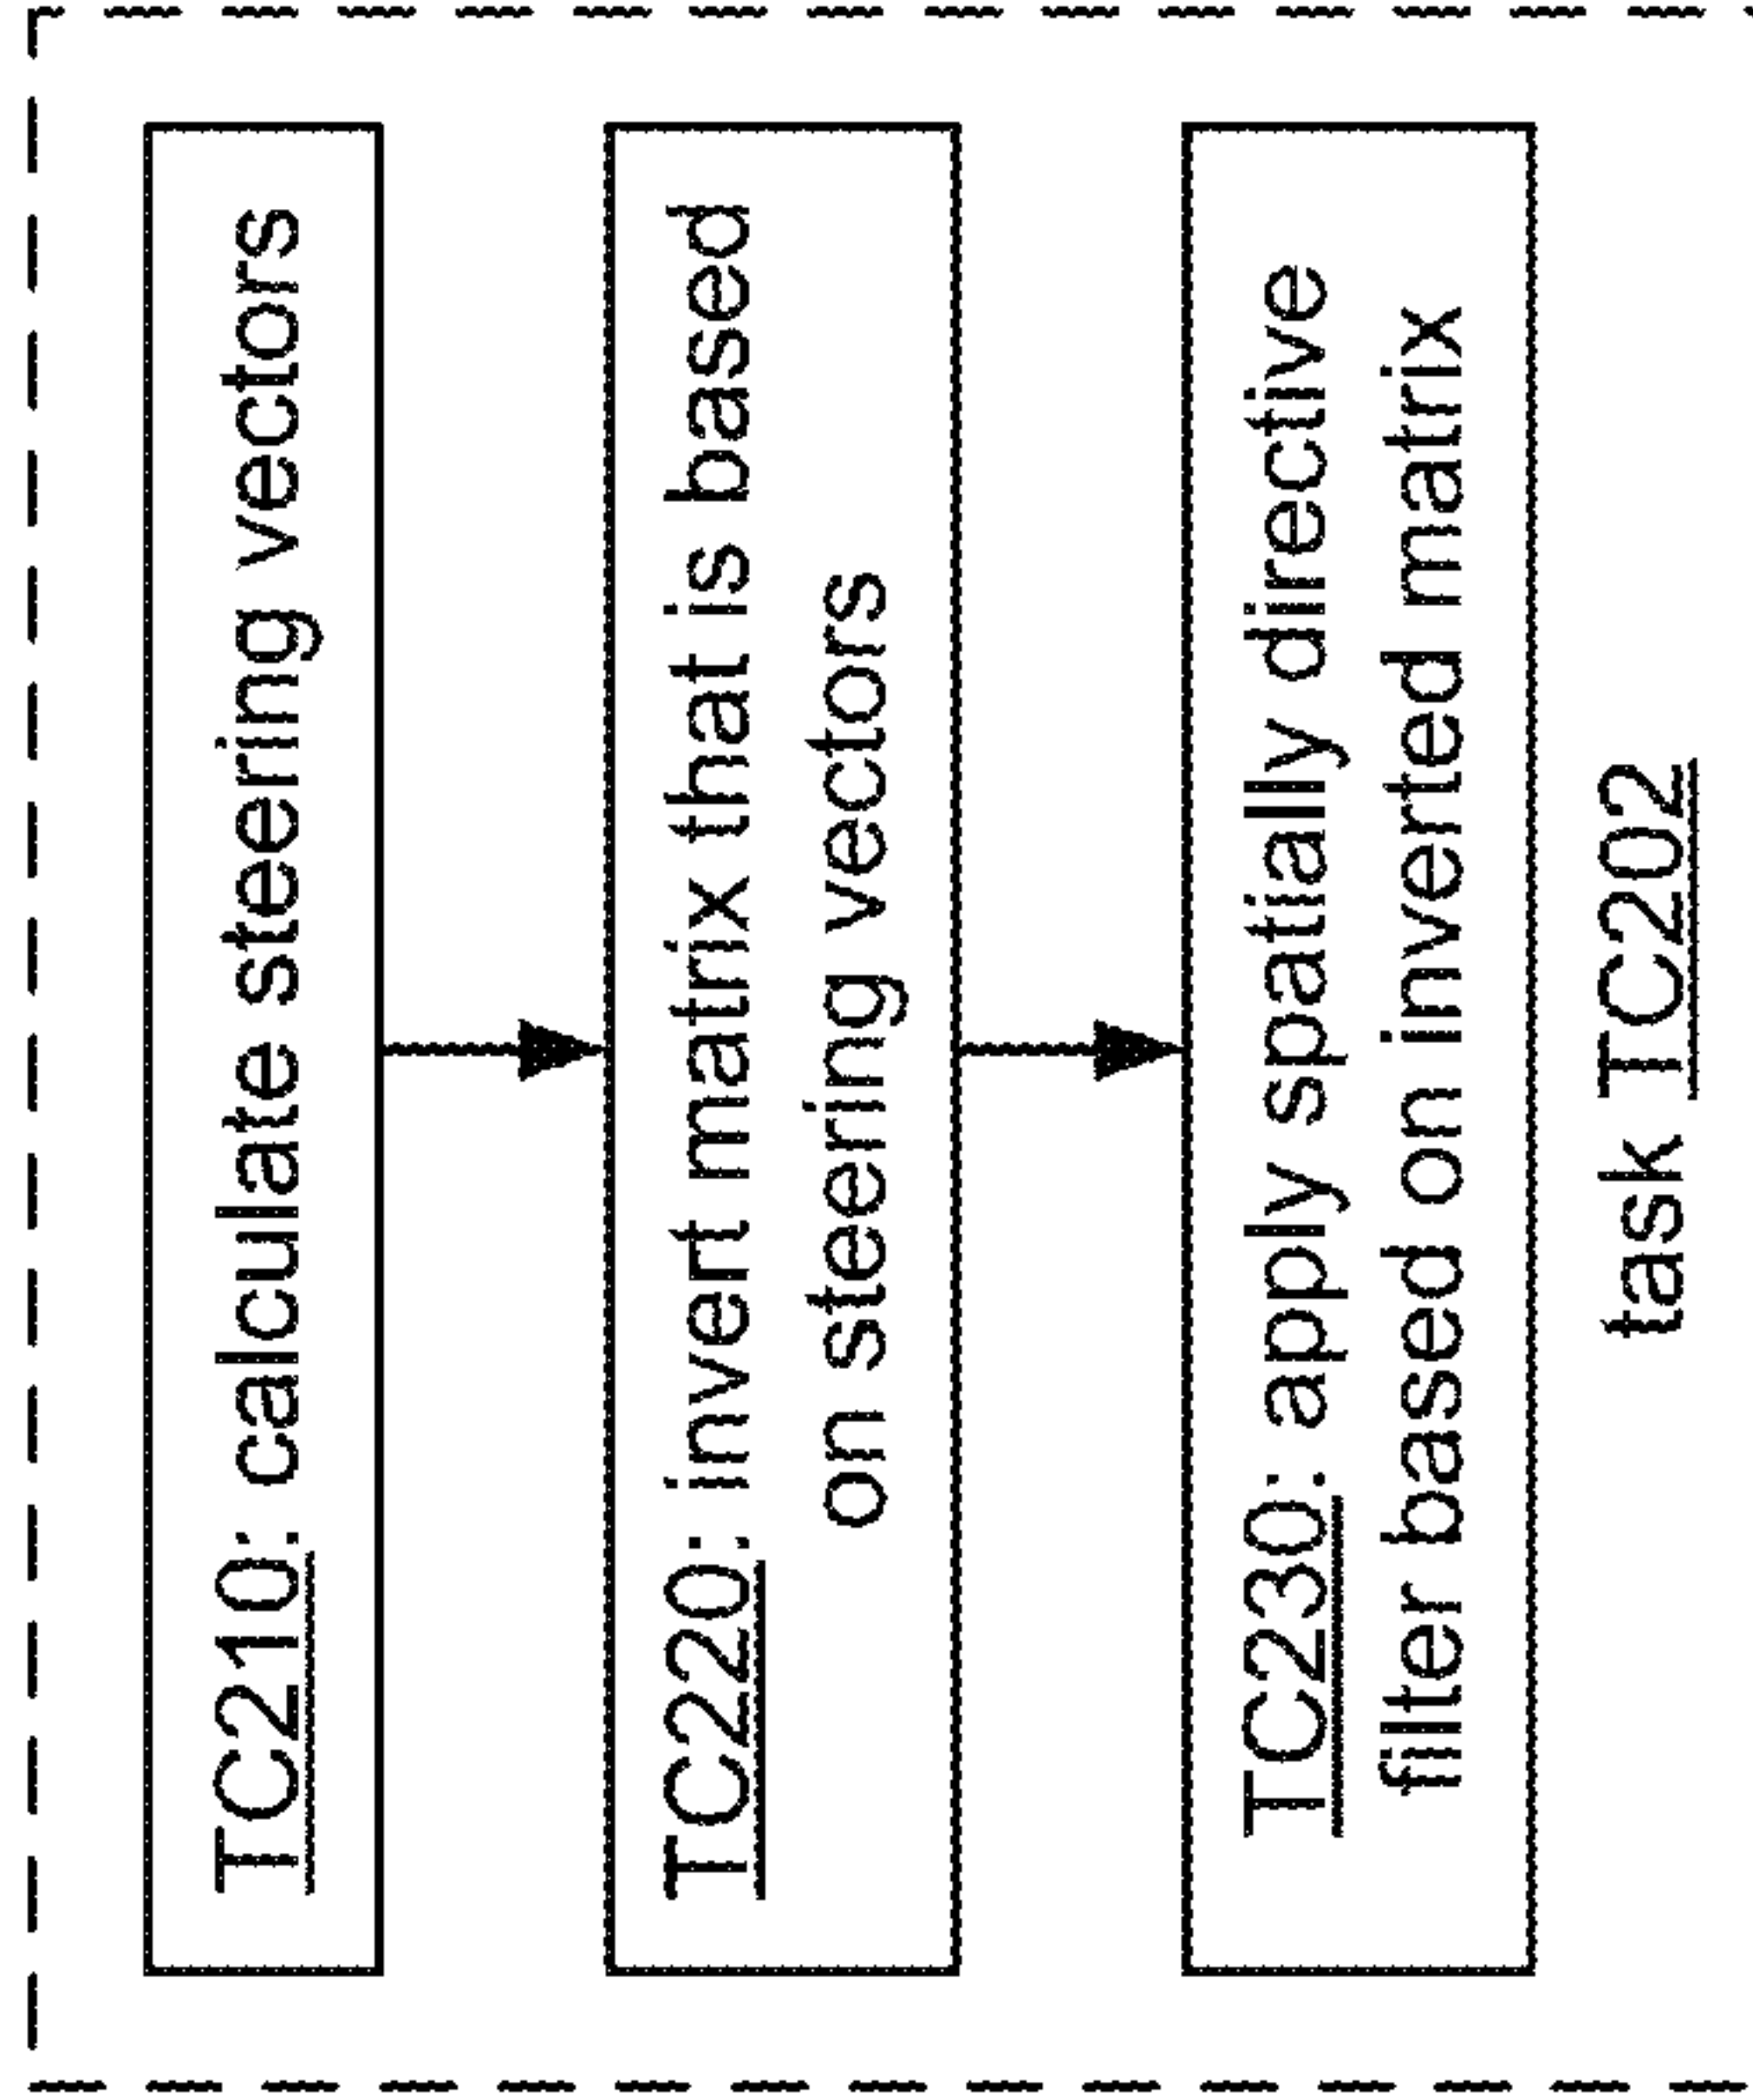 TC210: calculate steering vectors
TC220: invert matrix that is based
on steering vectors
TC230: apply spatially directive
filter based on inverted matrix
task TC202